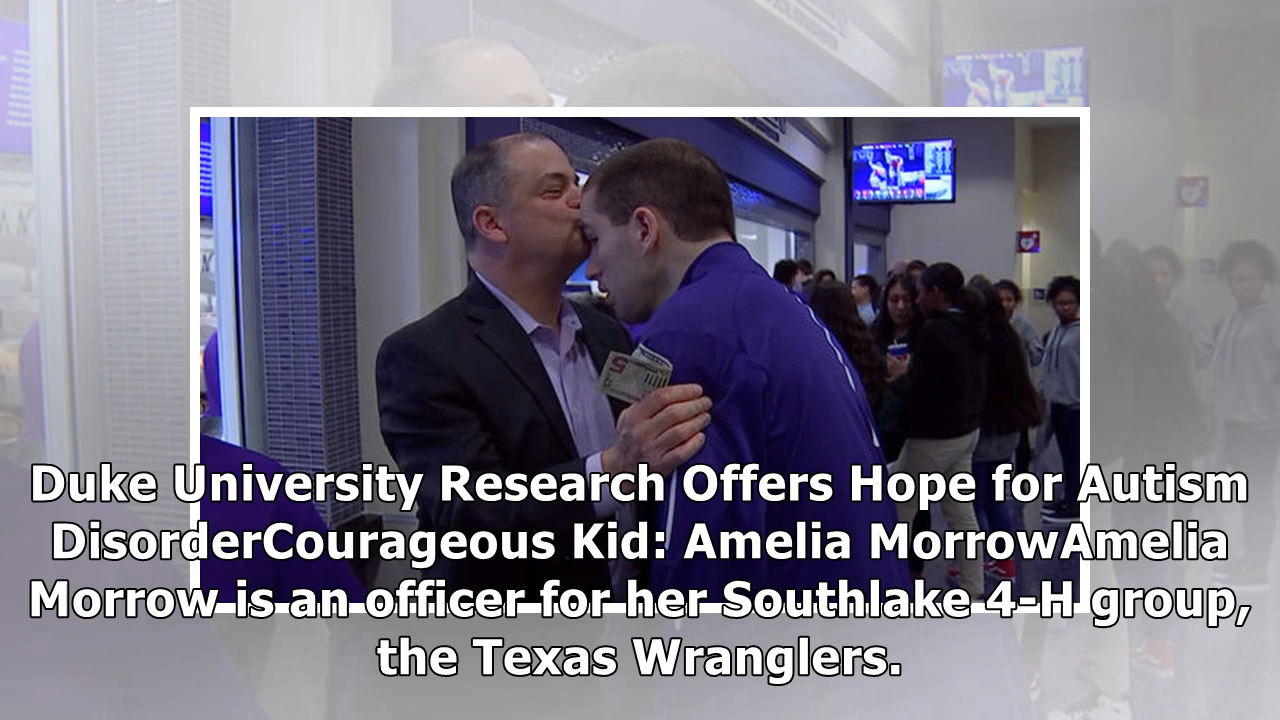 Duke University Research Offers Hope for Autism
DisorderCourageous Kid: Amelia MorrowAmelia
Morrow is an officer for her Southlake 4-H group,
the Texas Wranglers.